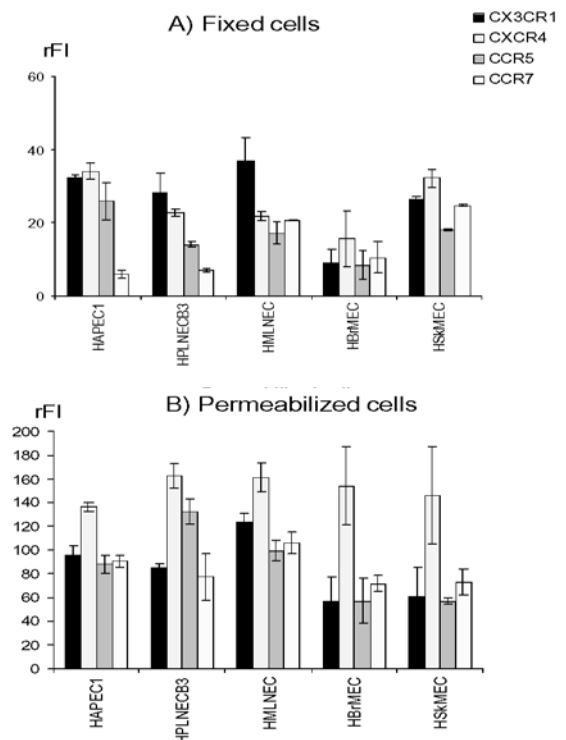 A) Fixed cells
CX3CR1
CXCR4
CCR5
CCR7
rFI
60
40
20
0
HAPEC1
HPLNECB3
HMLNEC
HBrMEC
HSkMEC
B) Permeabilized cells
rFI
200
180
160
140
120
100
80
60
40
20
0
HAPEC1
HPLNECB3
HMLNEC
HBrMEC
HSkMEC